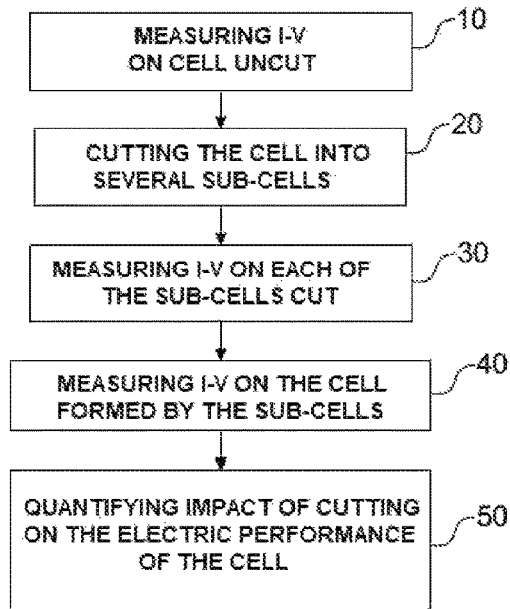 MEASURING I-V
ON CELL UNCUT
10
CUTTING THE CELL INTO
SEVERAL SUB-CELLS
20
MEASURING I-V ON EACH OF
THE SUB-CELLS CUT
30
MEASURING I-V ON THE CELL
FORMED BY THE SUB-CELLS
40
QUANTIFYING IMPACT OF CUTTING
ON THE ELECTRIC PERFORMANCE
OF THE CELL
50